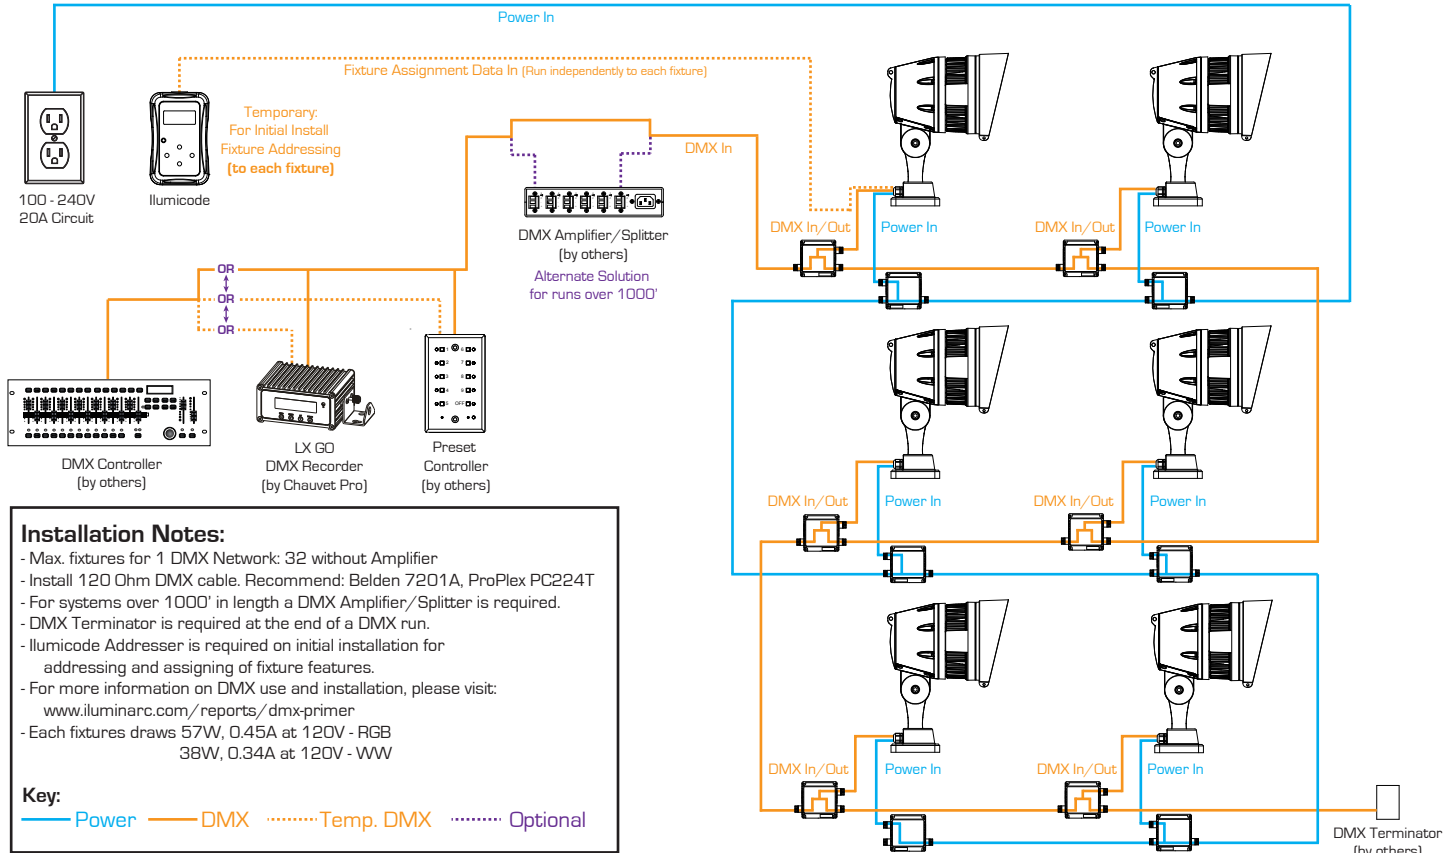 Power In
Fixture Assignment Data In (Run independently to each fixture)
Temporary:
For Initial Install
Fixture Addressing
(to each fixture)
DMX In
100 - 240V
20A Circuit
Ilumicode
DMX Amplifier/Splitter
(by others)
Alternate Solution
for runs over 1000'
DMX In/Out
Power In
DMX In/Out
Power In
OR
OR
OR
OFF
DMX Controller
(by others)
LX GO
DMX Recorder
(by Chauvet Pro)
Preset
Controller
(by others)
DMX In/Out
Power In
DMX In/Out
Power In
Installation Notes:
- Max. fixtures for 1 DMX Network: 32 without Amplifier
- Install 120 Ohm DMX cable. Recommend: Belden 7201A, ProPlex PC224T
- For systems over 1000' in length a DMX Amplifier/Splitter is required.
- DMX Terminator is required at the end of a DMX run.
- Ilumicode Addresser is required on initial installation for
addressing and assigning of fixture features.
- For more information on DMX use and installation, please visit:
www.iluminarc.com/reports/dmx-primer
- Each fixtures draws 57W, 0.45A at 120V - RGB
38W, 0.34A at 120V - WW
Key:
Power
DMX
Temp. DMX
Optional
DMX In/Out
Power In
DMX In/Out
Power In
DMX Terminator
(by others)